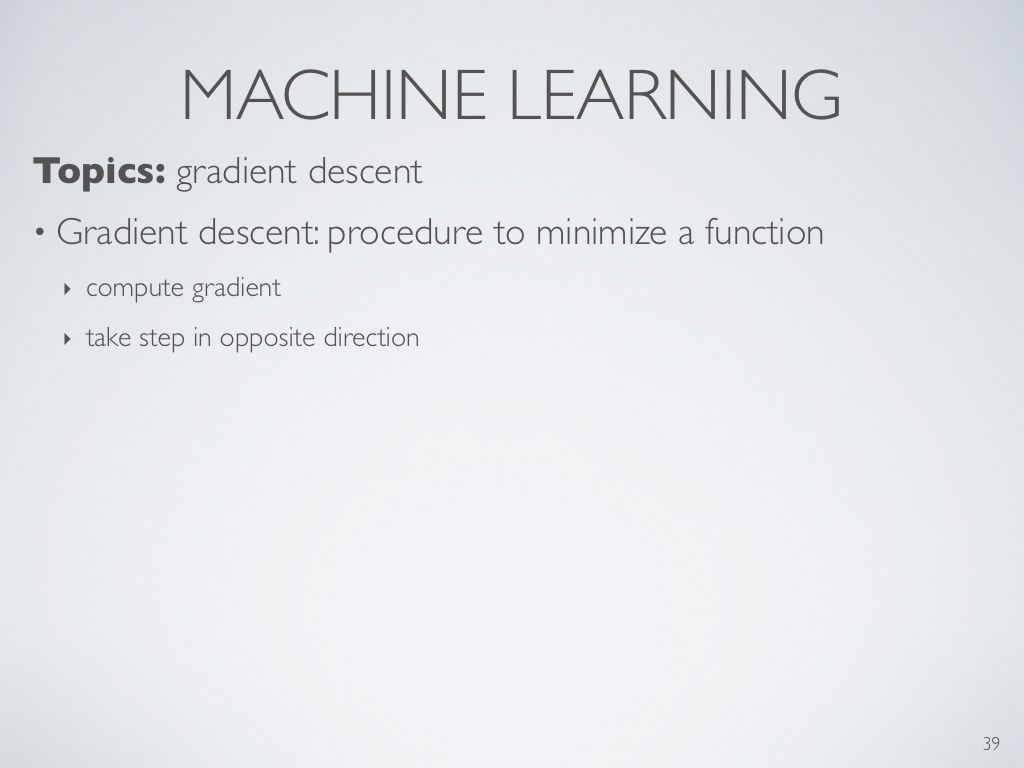 MACHINE LEARNING
Topics: gradient descent
• Gradient descent: procedure to minimize a function
‣ compute gradient
‣ take step in opposite direction
39